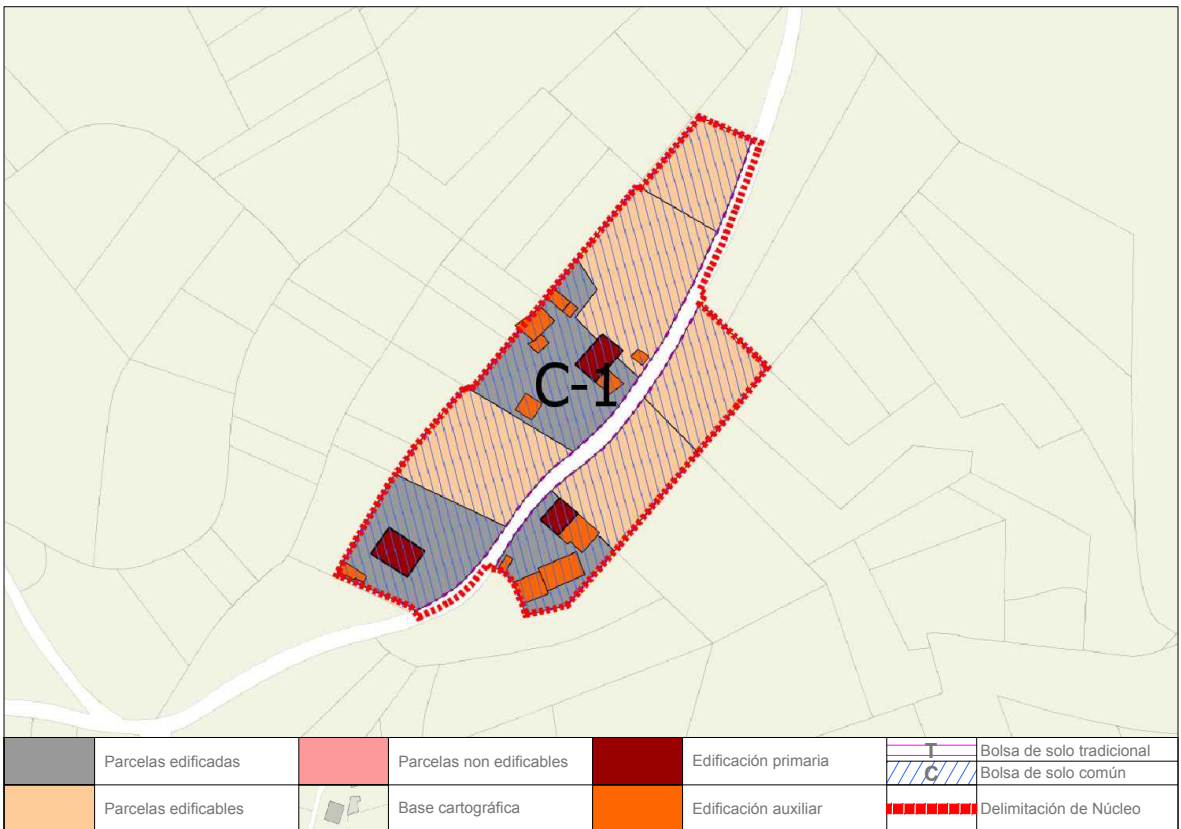 C-1
Parcelas edificadas
Parcelas non edificables
Edificación primaria
T
Bolsa de solo tradicional
C
Bolsa de solo común
Parcelas edificables
Base cartográfica
Edificación auxiliar
Delimitación de Núcleo